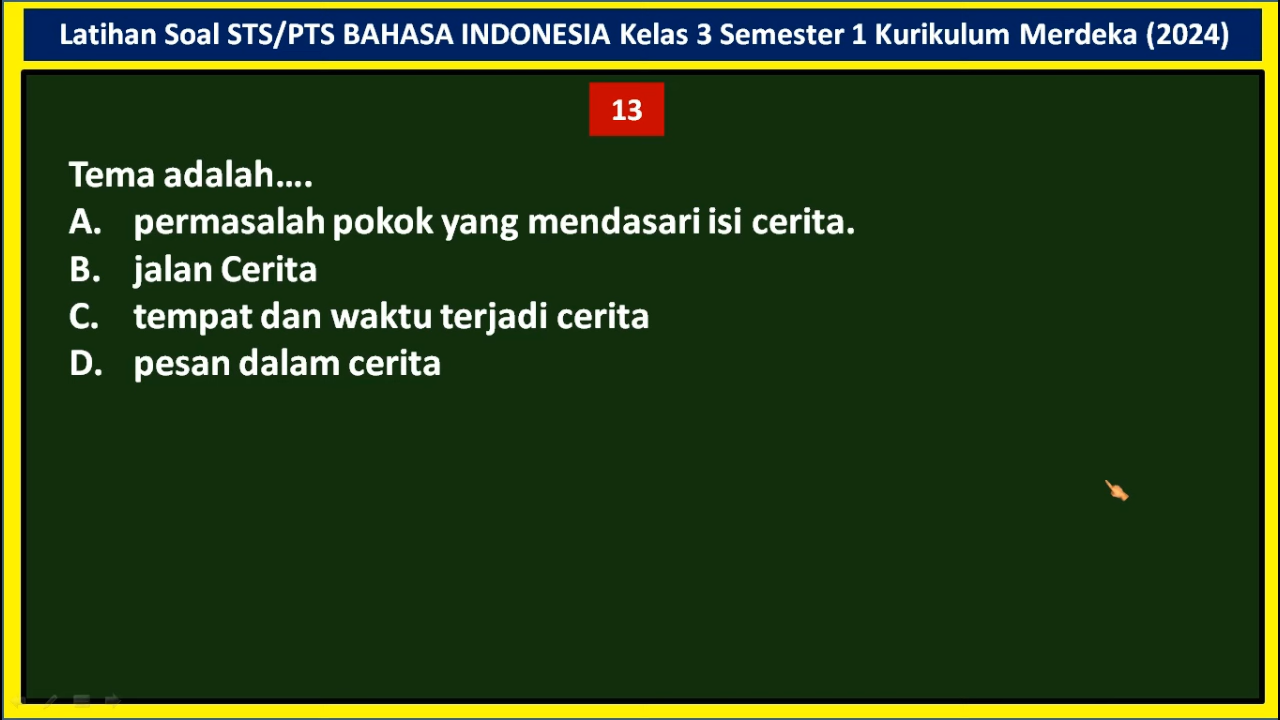 Latihan Soal STS/PTS BAHASA INDONESIA Kelas 3 Semester 1 Kurikulum Merdeka (2024)
13
Tema adalah....
A. permasalah pokok yang mendasari isi cerita.
B. jalan Cerita
C. tempat dan waktu terjadi cerita
D. pesan dalam cerita